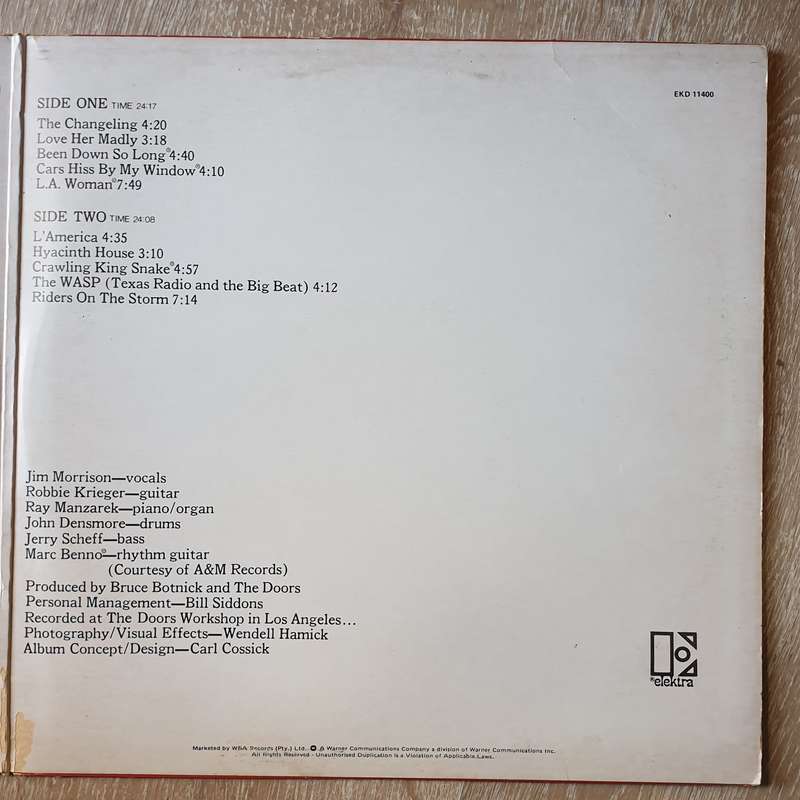 EKD 11400
SIDE ONE TIME 24:17
The Changeling 4:20
Love Her Madly 3:18
Been Down So Long°4:40
Cars Hiss By My Window°4:10
L.A. Woman°7:49
SIDE TWO TIME 24:08
L'America 4:35
Hyacinth House 3:10
Crawling King Snake°4:57
The WASP (Texas Radio and the Big Beat) 4:12
Riders On The Storm 7:14
Jim Morrison—vocals
Robbie Krieger—guitar
Ray Manzarek—piano/organ
John Densmore—drums
Jerry Scheff—bass
Marc Benno°—rhythm guitar
(Courtesy of A&M Records)
Produced by Bruce Botnick and The Doors
Personal Management—Bill Siddons
Recorded at The Doors Workshop in Los Angeles...
Photography/Visual Effects—Wendell Hamick
Album Concept/Design—Carl Cossick
elektra
Marketed by WEA Records (Pty.) Ltd. A Warner Communications Company a division of Warner Communications Inc.
All Rights Reserved - Unauthorised Duplication is a Violation of Applicable Laws.